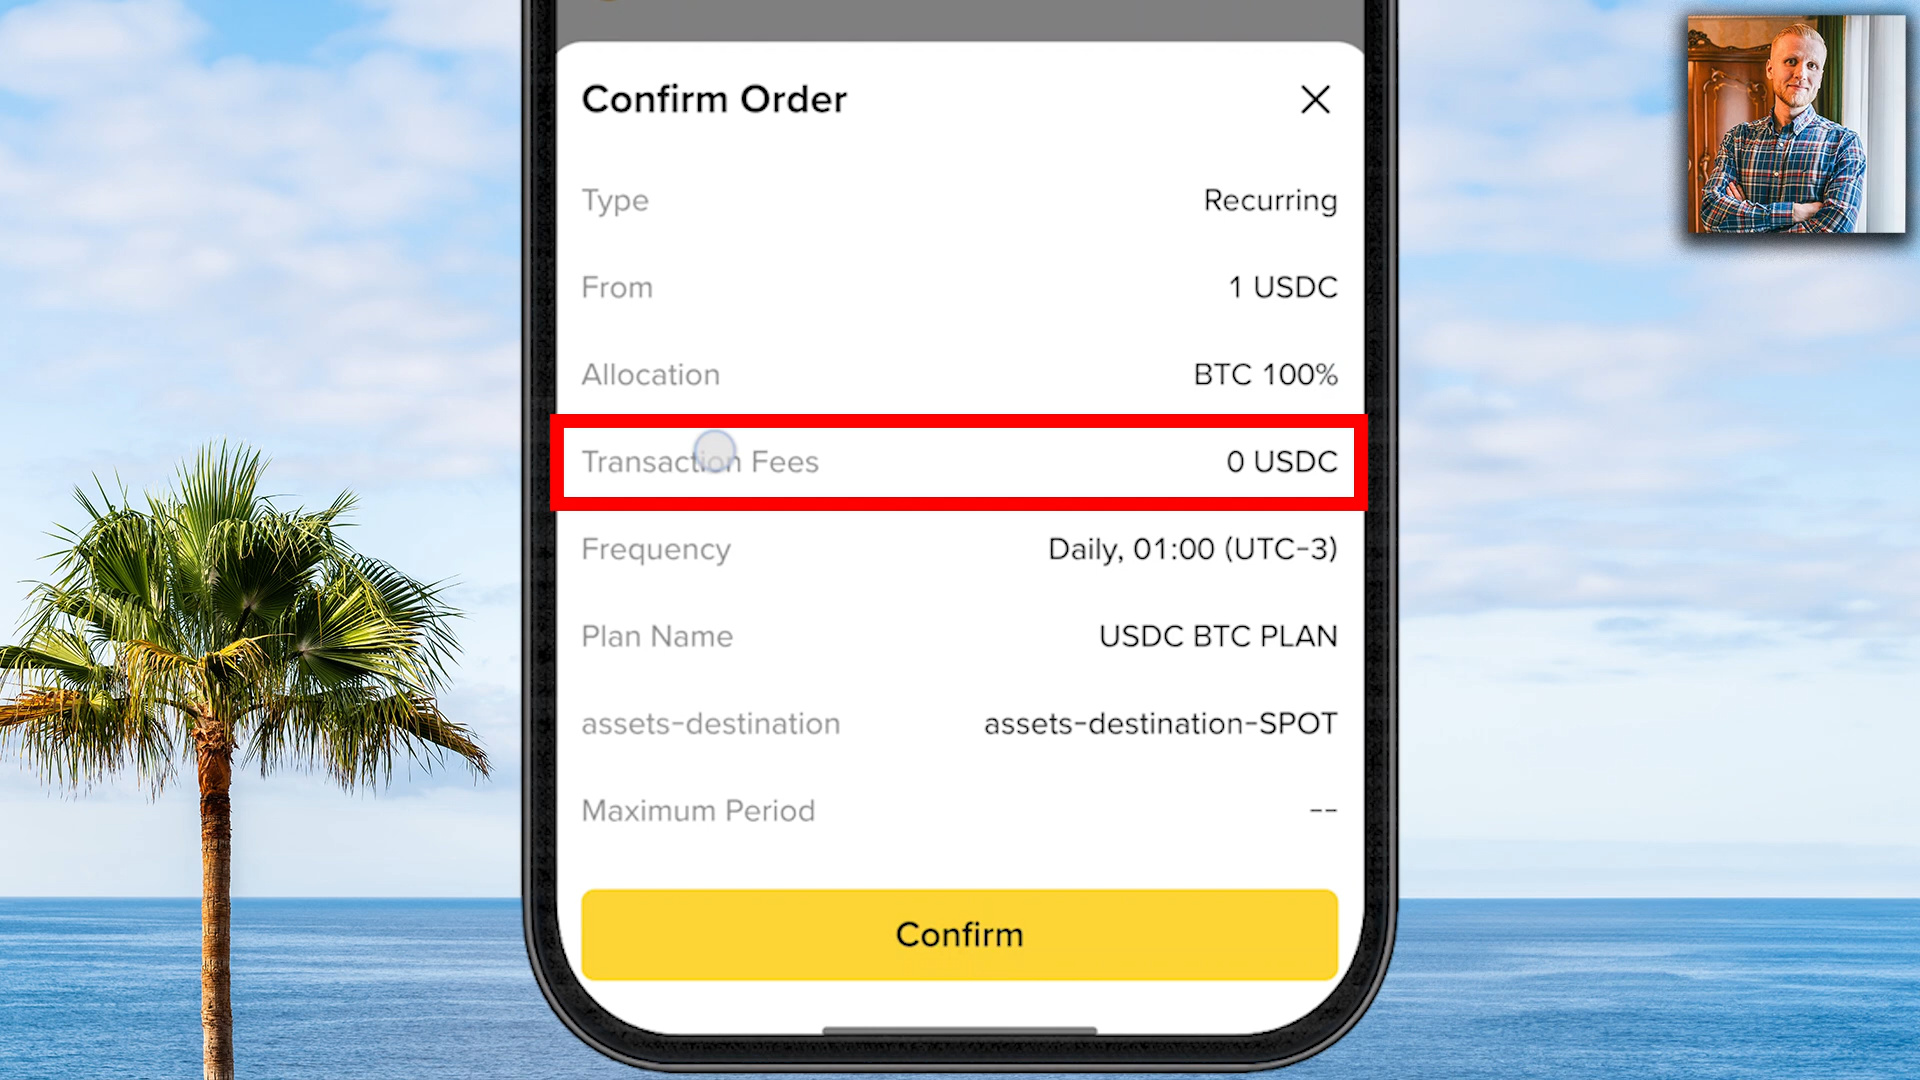 Confirm Order
Type Recurring
From 1 USDC
Allocation BTC 100%
Transaction Fees 0 USDC
Frequency Daily, 01:00 (UTC-3)
Plan Name USDC BTC PLAN
assets-destination assets-destination-SPOT
Maximum Period --
Confirm